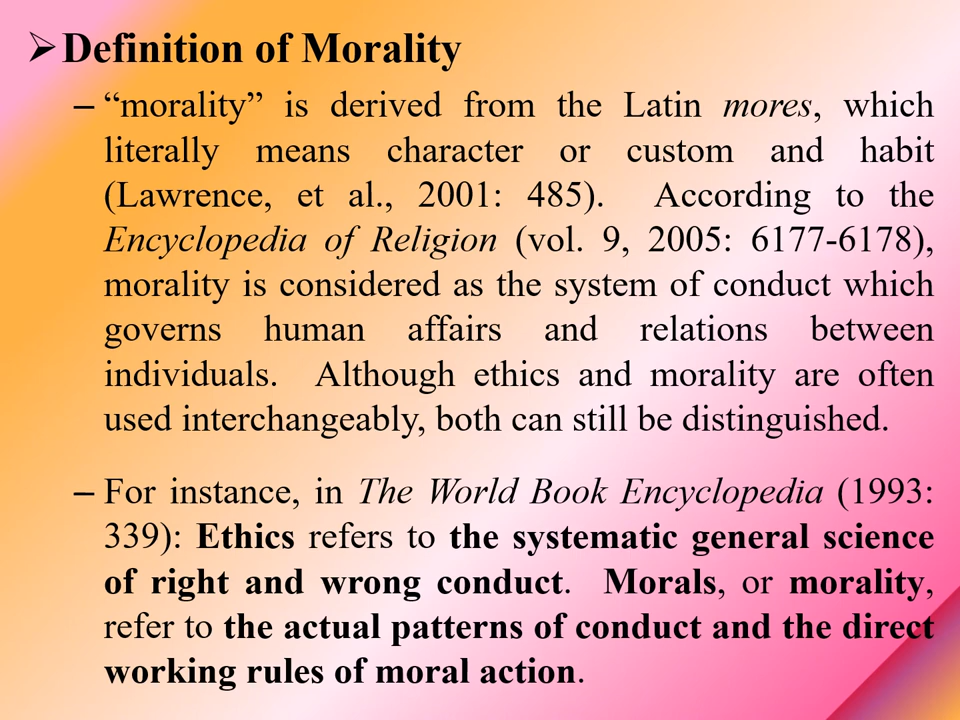 ➢Definition of Morality
– “morality” is derived from the Latin mores, which
literally means character or custom and habit
(Lawrence, et al., 2001: 485). According to the
Encyclopedia of Religion (vol. 9, 2005: 6177-6178),
morality is considered as the system of conduct which
governs human affairs and relations between
individuals. Although ethics and morality are often
used interchangeably, both can still be distinguished.
– For instance, in The World Book Encyclopedia (1993:
339): Ethics refers to the systematic general science
of right and wrong conduct. Morals, or morality,
refer to the actual patterns of conduct and the direct
working rules of moral action.